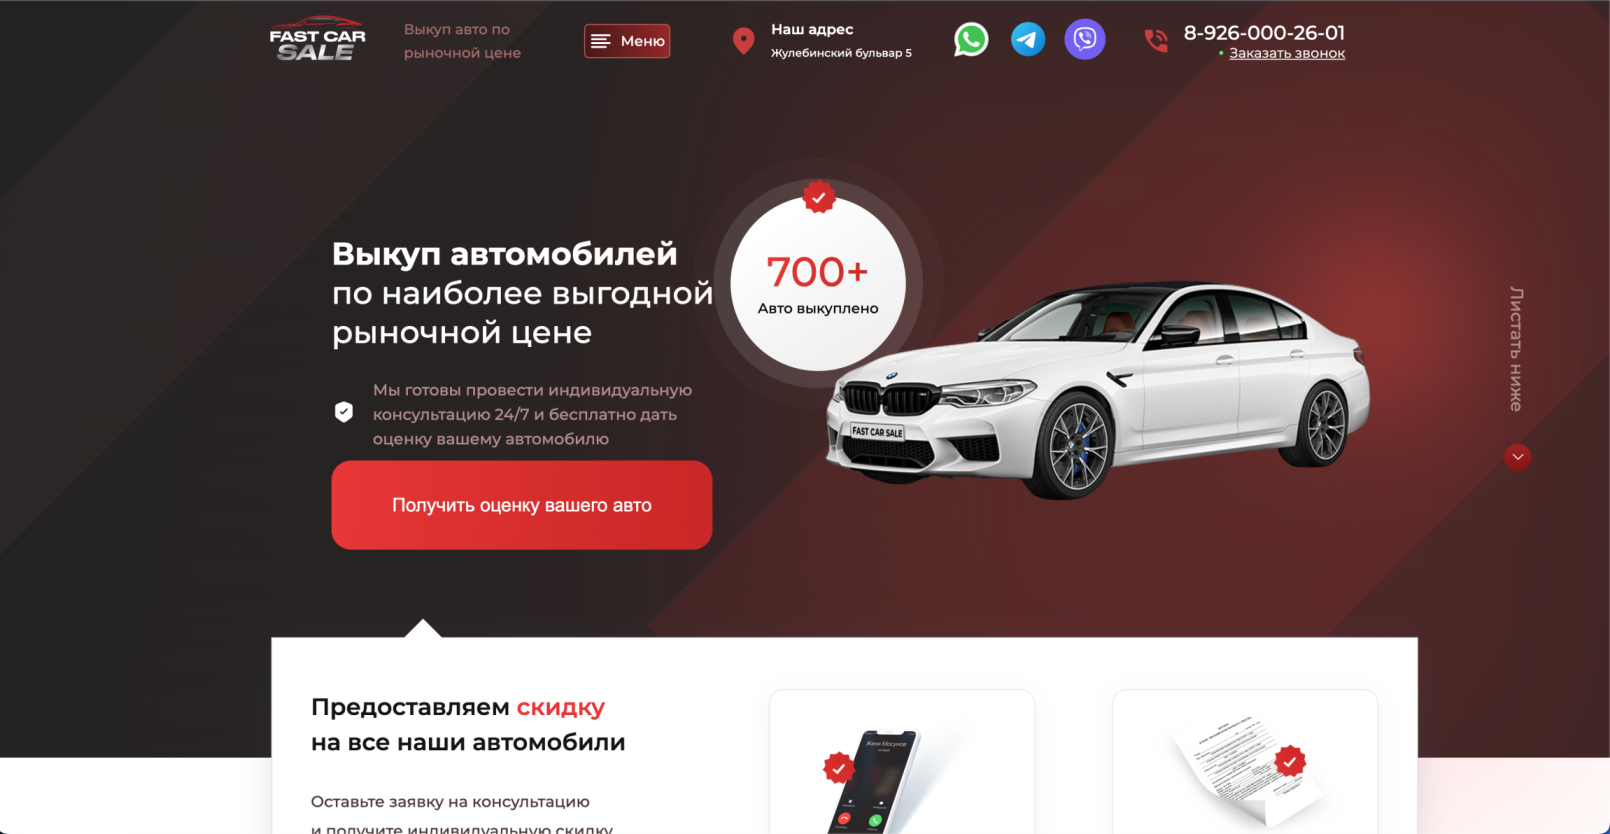 FAST CAR
SALE
Выкуп авто по
рыночной цене
Меню
Наш адрес
Жулебинский бульвар 5
8-926-000-26-01
Заказать звонок
Выкуп автомобилей
по наиболее выгодной
рыночной цене
700+
Авто выкуплено
Мы готовы провести индивидуальную
консультацию 24/7 и бесплатно дать
оценку вашему автомобилю
Получить оценку вашего авто
FAST CAR SALE
Листать ниже
Предоставляем скидку
на все наши автомобили
Оставьте заявку на консультацию
и получите индивидуальную скидку
Женя Мосунов